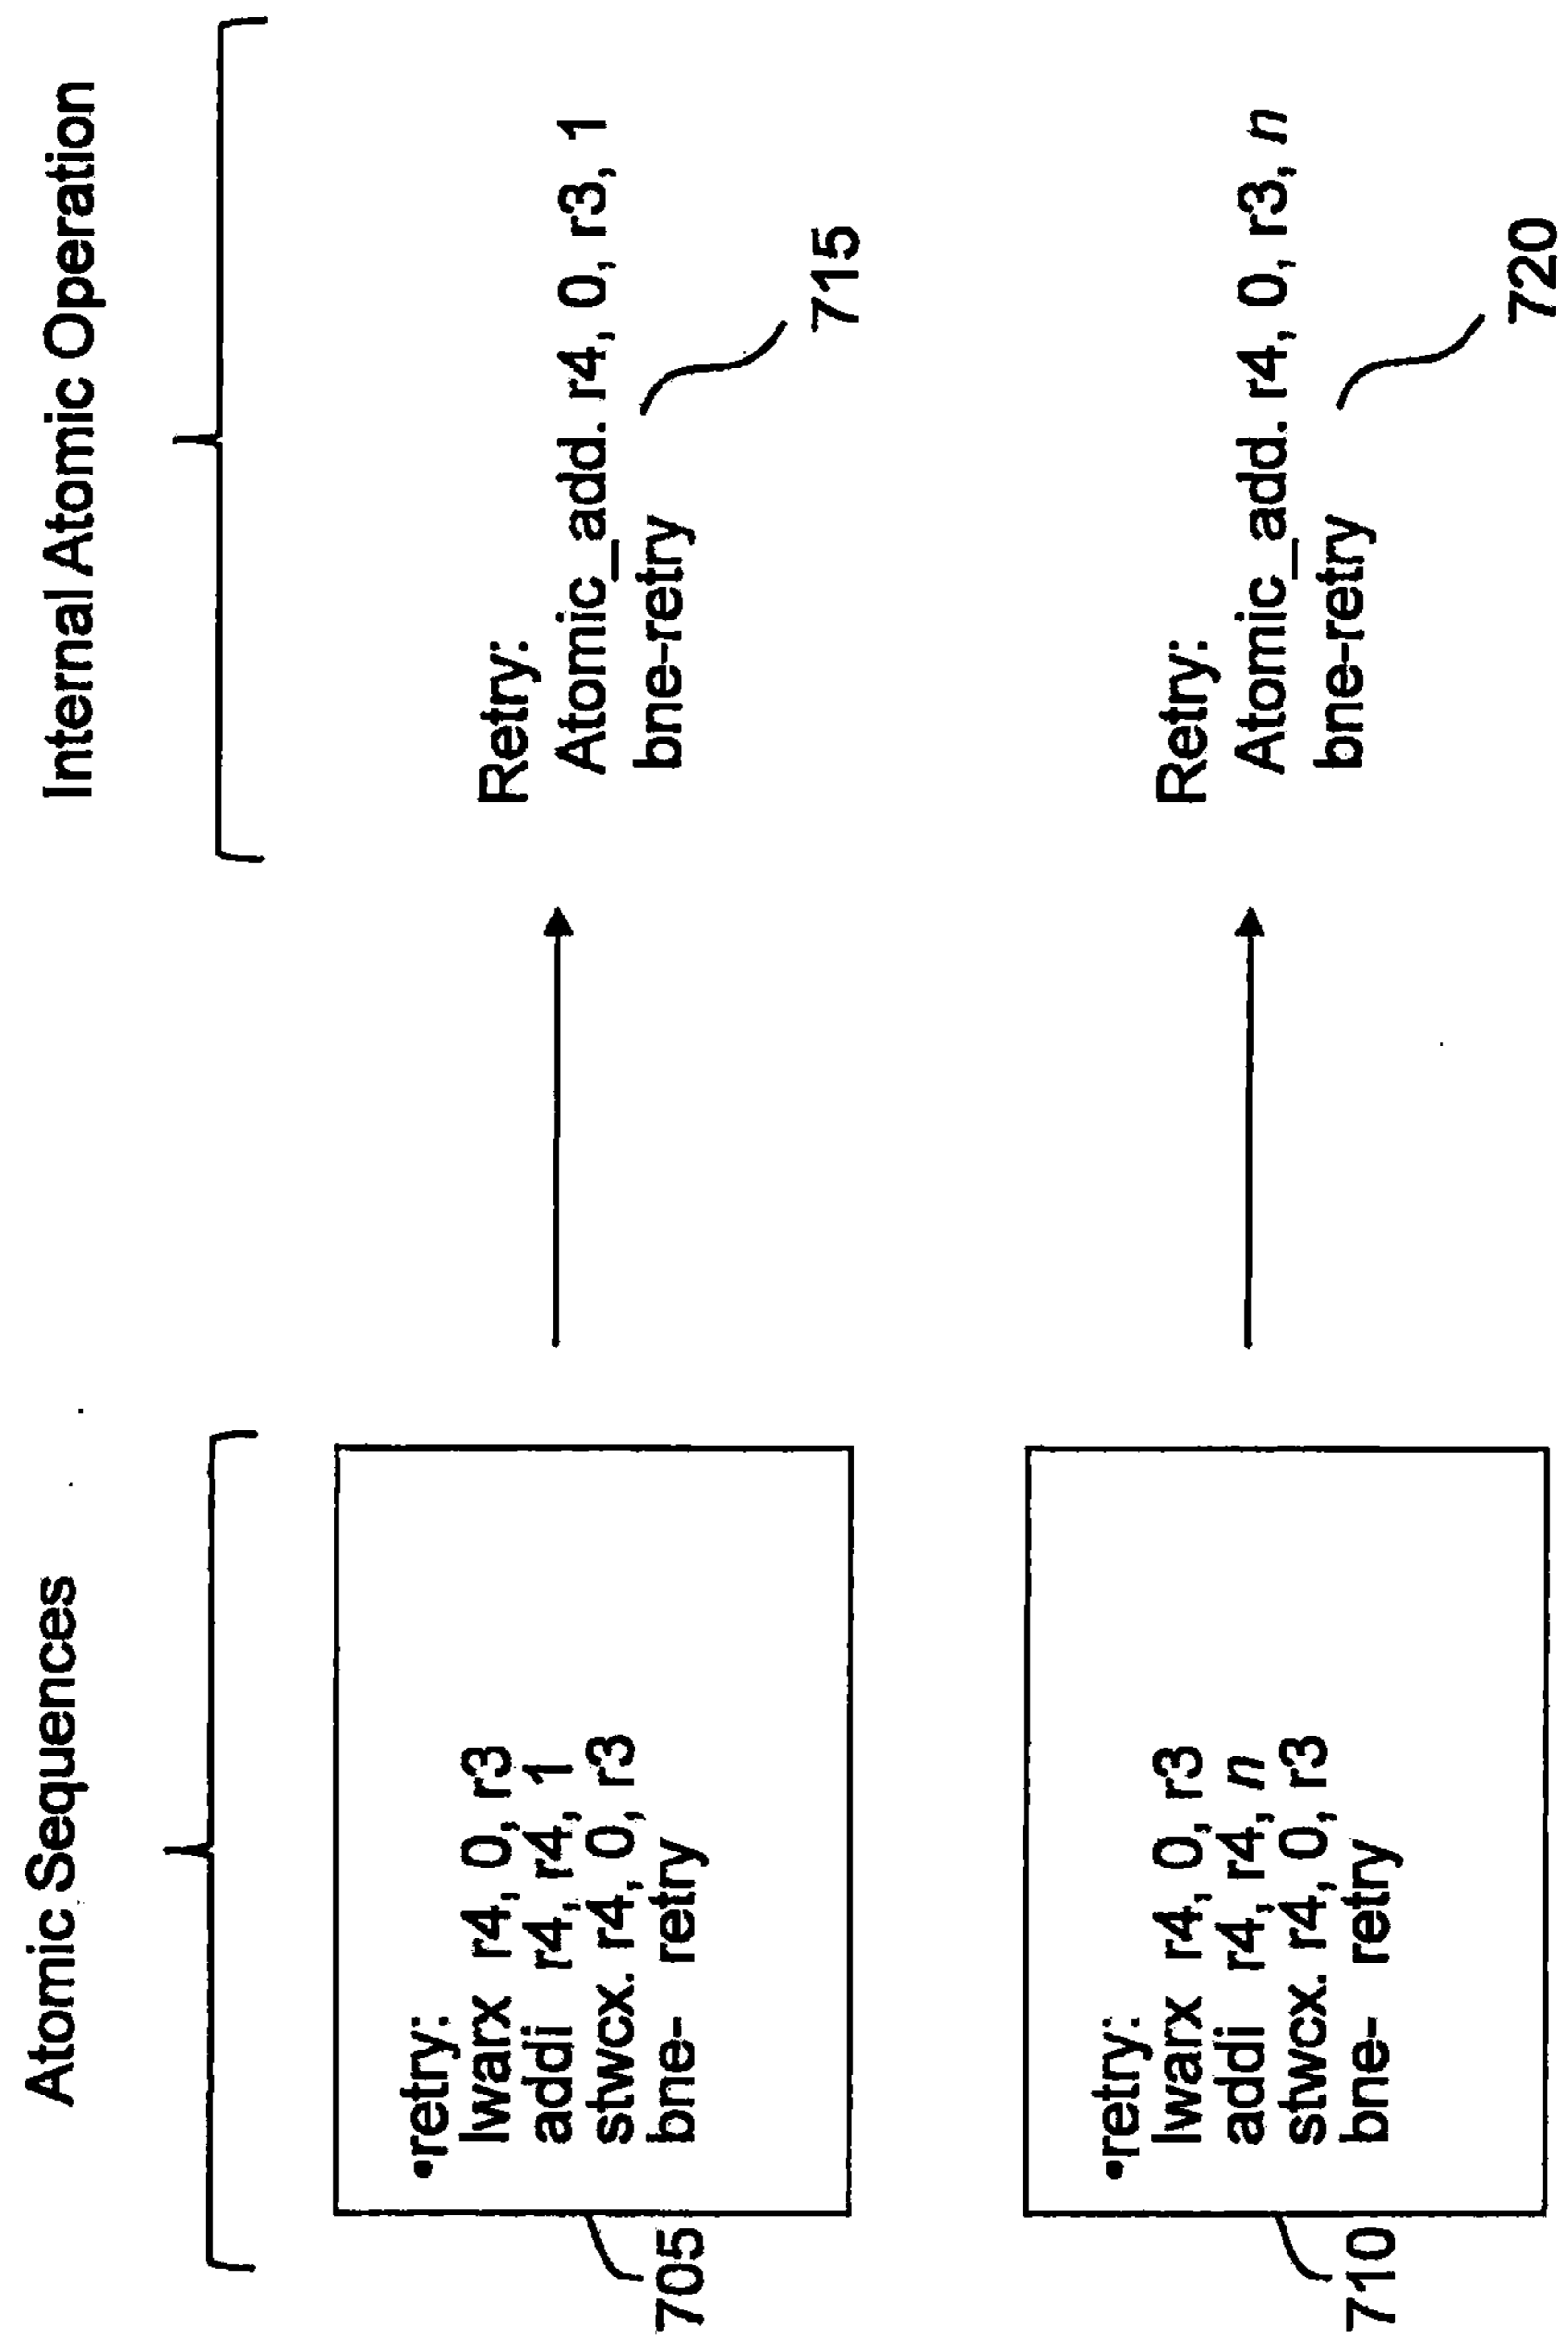 Atomic Sequences
Internal Atomic Operation
•retry:
lwarx r4, 0, r3
addi r4, r4, 1
stwcx. r4, 0, r3
bne- retry
705
Retry:
Atomic_add. r4, 0, r3, 1
bne-retry
715
•retry:
lwarx r4, 0, r3
addi r4, r4, n
stwcx. r4, 0, r3
bne- retry
710
Retry:
Atomic_add. r4, 0, r3, n
bne-retry
720